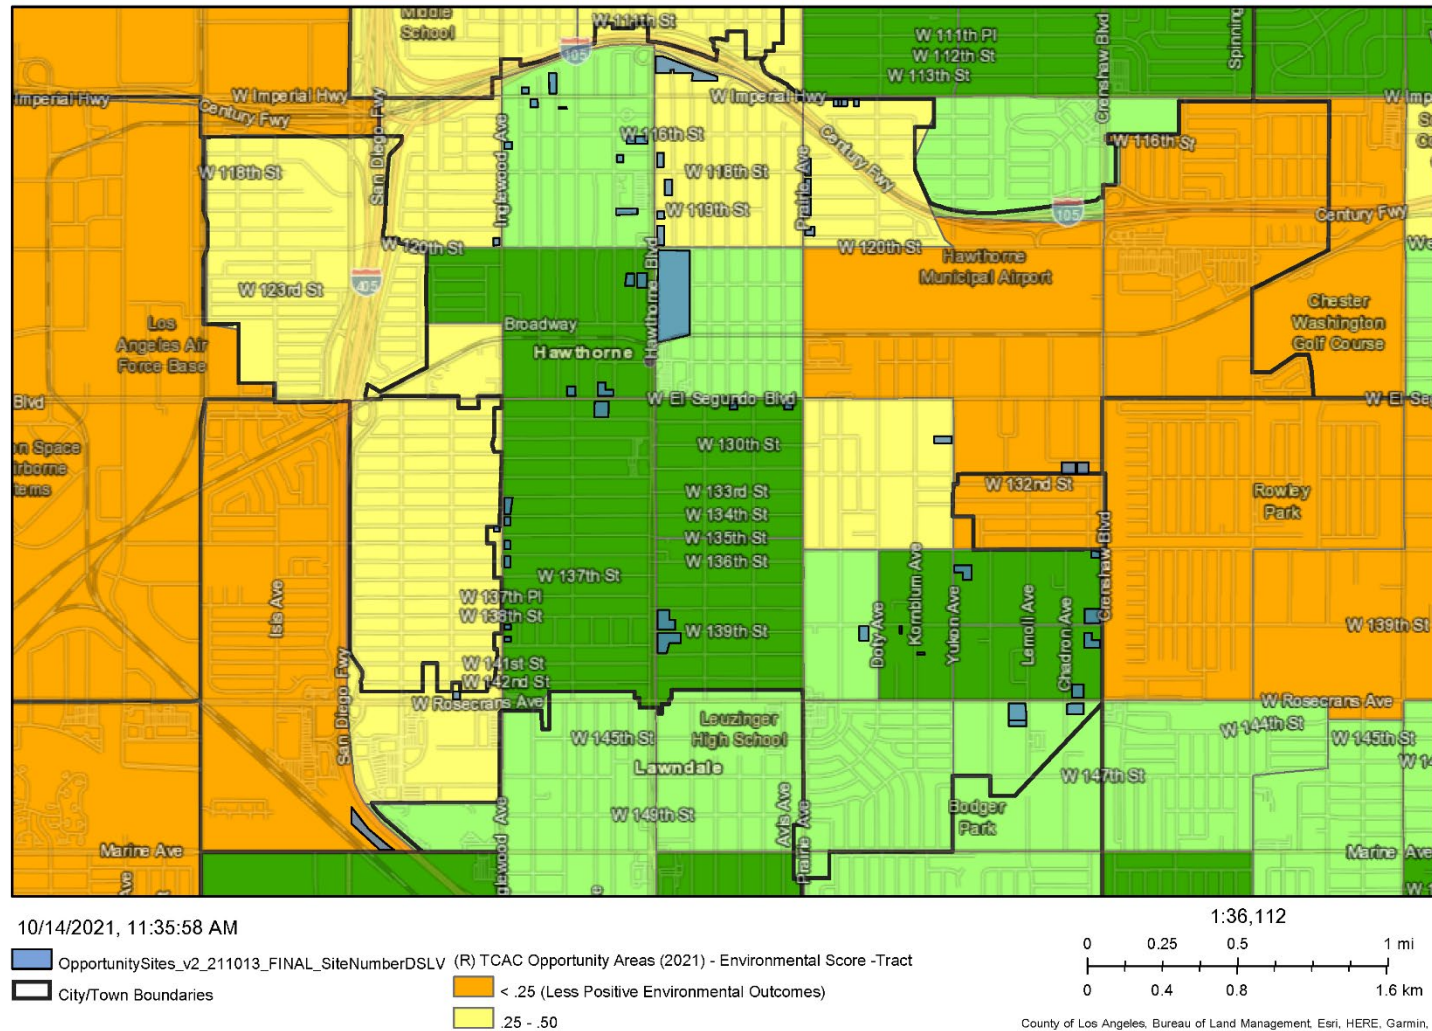 Middle
School
W 111th St
105
W 111th Pl
W 112th St
W 113th St
Crenshaw Blvd
Spinning
Imperial Hwy
W Imperial Hwy
Century Fwy
San Diego Fwy
W Imperial Hwy
Century Fwy
W 116th St
Inglewood Ave
W 116th St
W 118th St
W 118th St
Prairie Ave
W 119th St
105
Century Fwy
W 120th St
W 120th St
Hawthorne Blvd
Hawthorne
Municipal Airport
405
W 123rd St
Los
Angeles Air
Force Base
Broadway
Hawthorne
Chester
Washington
Golf Course
Blvd
W El Segundo Blvd
W El Seg
on Space
W 130th St
W 132nd St
W 133rd St
W 134th St
W 135th St
W 136th St
Rowley
Park
Crenshaw Blvd
W 137th St
Isis Ave
W 137th Pl
W 138th St
W 139th St
Doty Ave
Kornblum Ave
Yukon Ave
Lemoli Ave
Chadron Ave
W 139th St
W 141st St
W 142nd St
W Rosecrans Ave
W Rosecrans Ave
San Diego Fwy
W 145th St
Leuzinger
High School
Lawndale
W 144th St
W 145th St
W 147th St
W 149th St
Avis Ave
Prairie Ave
Bodger
Park
Marine Ave
Marine Ave
Ave
glewood Ave
10/14/2021, 11:35:58 AM
OpportunitySites_v2_211013_FINAL_SiteNumberDSLV
City/Town Boundaries
(R) TCAC Opportunity Areas (2021) - Environmental Score -Tract
< .25 (Less Positive Environmental Outcomes)
.25 - .50
1:36,112
0 0.25 0.5 1 mi
0 0.4 0.8 1.6 km
County of Los Angeles, Bureau of Land Management, Esri, HERE, Garmin,